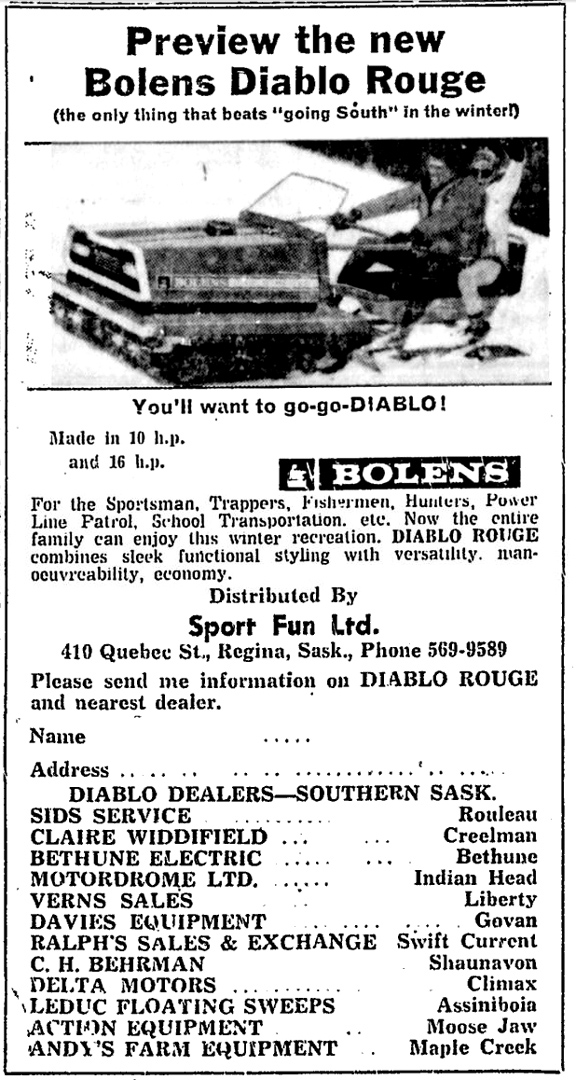 Preview the new
Bolens Diablo Rouge
(the only thing that beats "going South" in the winter!)
BOLENS
You'll want to go-go-DIABLO!
Made in 10 h.p.
and 16 h.p.
BOLENS
For the Sportsman, Trappers, Fishermen, Hunters, Power
Line Patrol, School Transportation. etc. Now the entire
family can enjoy this winter recreation. DIABLO ROUGE
combines sleek functional styling with versatility. man-
oeuvreability, economy.
Distributed By
Sport Fun Ltd.
410 Quebec St., Regina, Sask., Phone 569-9589
Please send me information on DIABLO ROUGE
and nearest dealer.
Name .....
Address .. .. .. .. .. ............ .. ....
DIABLO DEALERS—SOUTHERN SASK.
SIDS SERVICE .......... Rouleau
CLAIRE WIDDIFIELD ... ... Creelman
BETHUNE ELECTRIC ..... ... Bethune
MOTORDROME LTD. ...... Indian Head
VERNS SALES Liberty
DAVIES EQUIPMENT ........ .... Govan
RALPH'S SALES & EXCHANGE Swift Current
C. H. BEHRMAN Shaunavon
DELTA MOTORS .......... Climax
LEDUC FLOATING SWEEPS Assiniboia
ACTION EQUIPMENT .. Moose Jaw
ANDY'S FARM EQUIPMENT .. Maple Creek